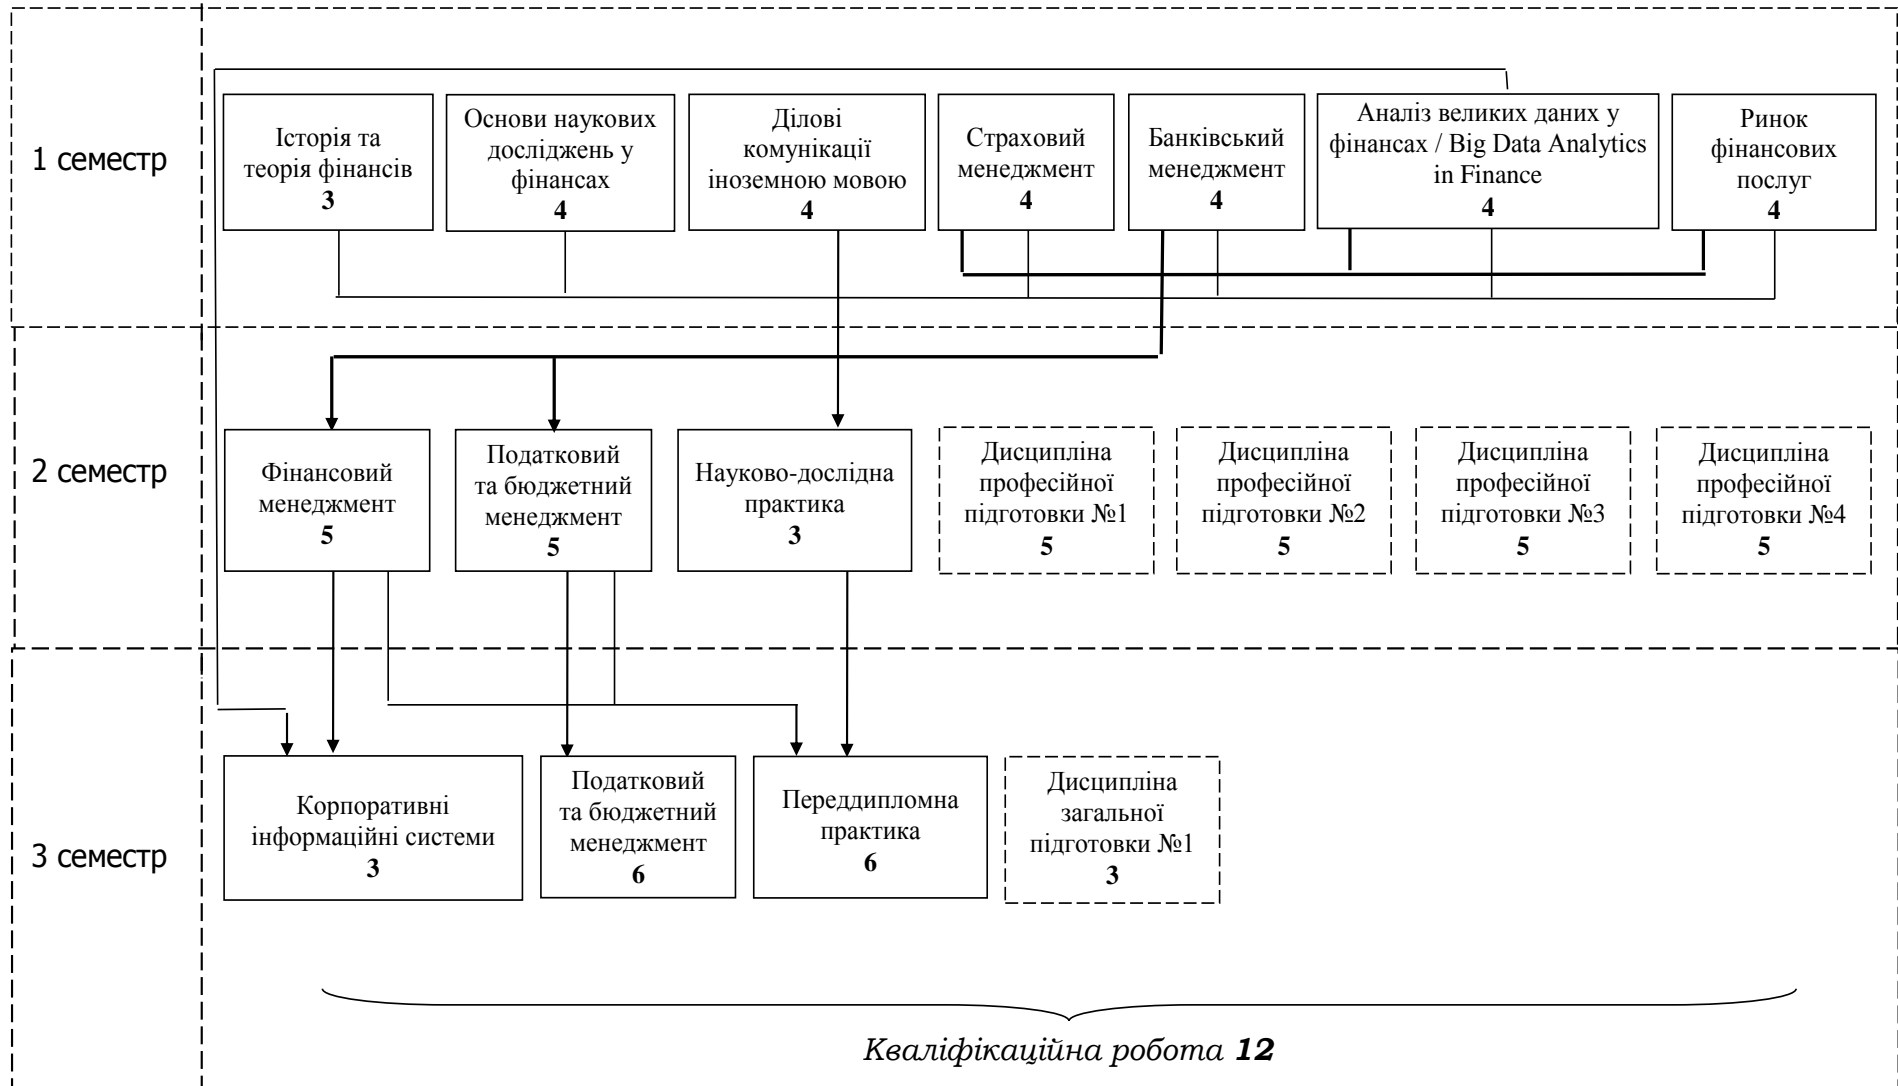 1 семестр
Історія та
теорія фінансів
3
Основи наукових
досліджень у
фінансах
4
Ділові
комунікації
іноземною мовою
4
Страховий
менеджмент
4
Банківський
менеджмент
4
Аналіз великих даних у
фінансах / Big Data Analytics
in Finance
4
Ринок
фінансових
послуг
4
2 семестр
Фінансовий
менеджмент
5
Податковий
та бюджетний
менеджмент
5
Науково-дослідна
практика
3
Дисципліна
професійної
підготовки №1
5
Дисципліна
професійної
підготовки №2
5
Дисципліна
професійної
підготовки №3
5
Дисципліна
професійної
підготовки №4
5
3 семестр
Корпоративні
інформаційні системи
3
Податковий
та бюджетний
менеджмент
6
Переддипломна
практика
6
Дисципліна
загальної
підготовки №1
3
Кваліфікаційна робота 12